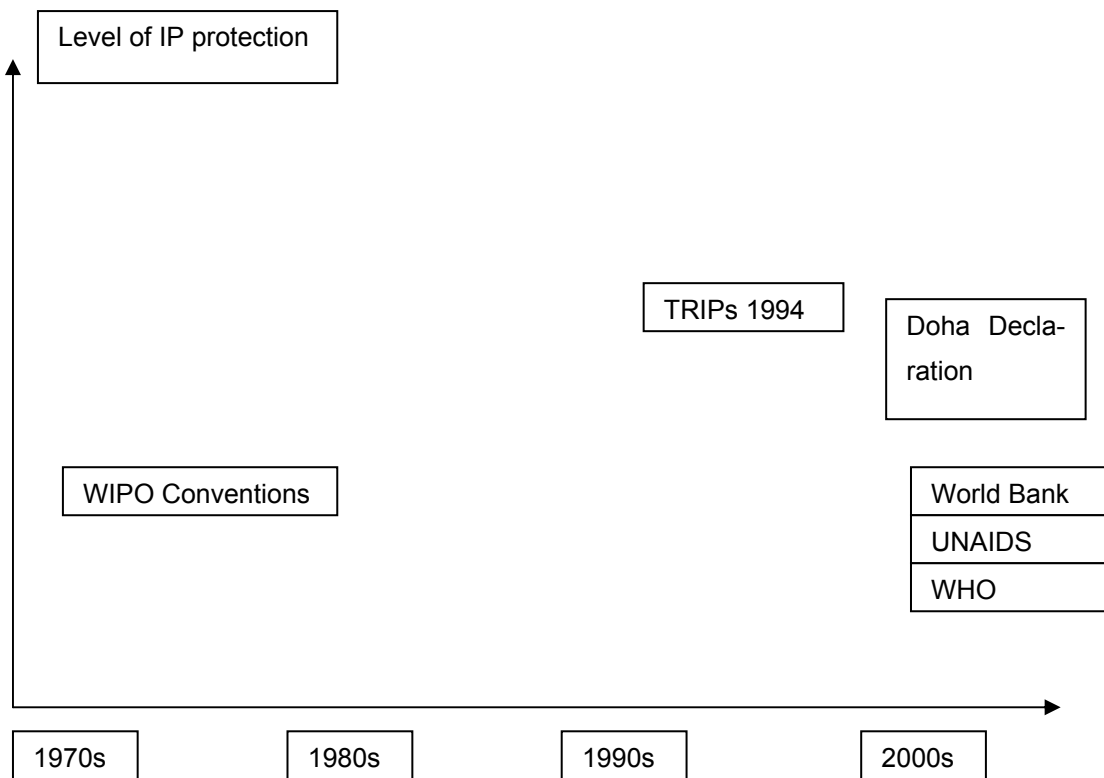 Level of IP protection
TRIPs 1994
Doha Decla-
ration
WIPO Conventions
World Bank
UNAIDS
WHO
1970s
1980s
1990s
2000s